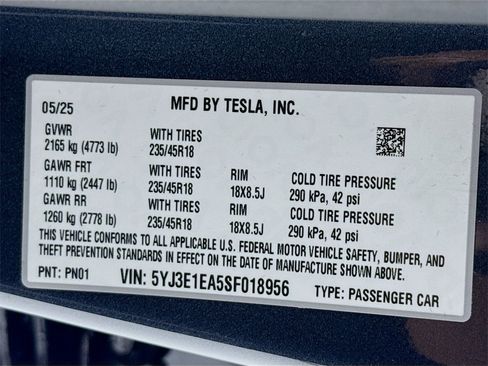 05/25 MFD BY TESLA, INC.
GVWR WITH TIRES
2165 kg (4773 lb) 235/45R18
GAWR FRT WITH TIRES RIM COLD TIRE PRESSURE
1110 kg (2447 lb) 235/45R18 18X8.5J 290 kPa, 42 psi
GAWR RR WITH TIRES RIM COLD TIRE PRESSURE
1260 kg (2778 lb) 235/45R18 18X8.5J 290 kPa, 42 psi
THIS VEHICLE CONFORMS TO ALL APPLICABLE U.S. FEDERAL MOTOR VEHICLE SAFETY, BUMPER, AND
THEFT PREVENTION STANDARDS IN EFFECT ON THE DATE OF MANUFACTURE SHOWN ABOVE.
PNT: PN01 VIN: 5YJ3E1EA5SF018956 TYPE: PASSENGER CAR